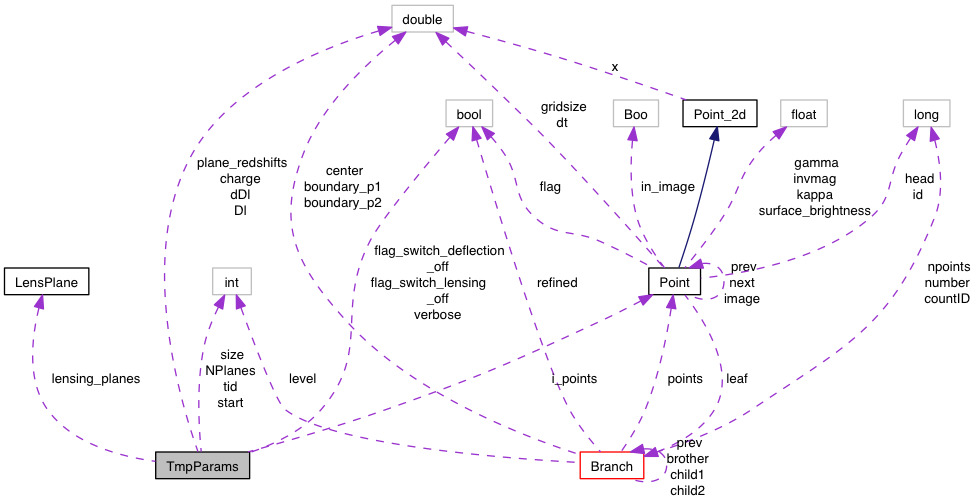 double
x
bool
Boo
Point_2d
float
long
gridsize
dt
plane_redshifts
charge
dDl
Dl
center
boundary_p1
boundary_p2
flag
in_image
gamma
invmag
kappa
surface_brightness
head
id
flag_switch_deflection
_off
flag_switch_lensing
_off
verbose
LensPlane
int
refined
Point
prev
next
image
npoints
number
countID
lensing_planes
size
NPlanes
tid
start
level
i_points
points
leaf
TmpParams
Branch
prev
brother
child1
child2